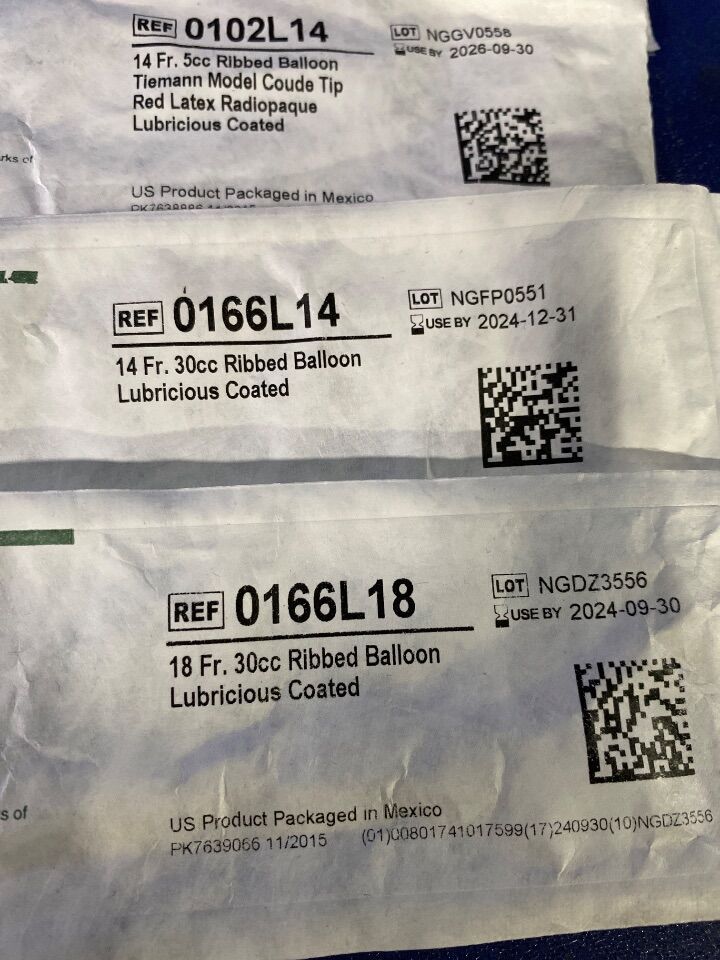 REF 0102L14
LOT NGGV0558
USE BY 2026-09-30
14 Fr. 5cc Ribbed Balloon
Tiemann Model Coude Tip
Red Latex Radiopaque
Lubricious Coated
rks of
US Product Packaged in Mexico
REF 0166L14
LOT NGFP0551
USE BY 2024-12-31
14 Fr. 30cc Ribbed Balloon
Lubricious Coated
REF 0166L18
LOT NGDZ3556
USE BY 2024-09-30
18 Fr. 30cc Ribbed Balloon
Lubricious Coated
s of
US Product Packaged in Mexico
PK7639066 11/2015 (01)00801741017599(17)240930(10)NGDZ3556